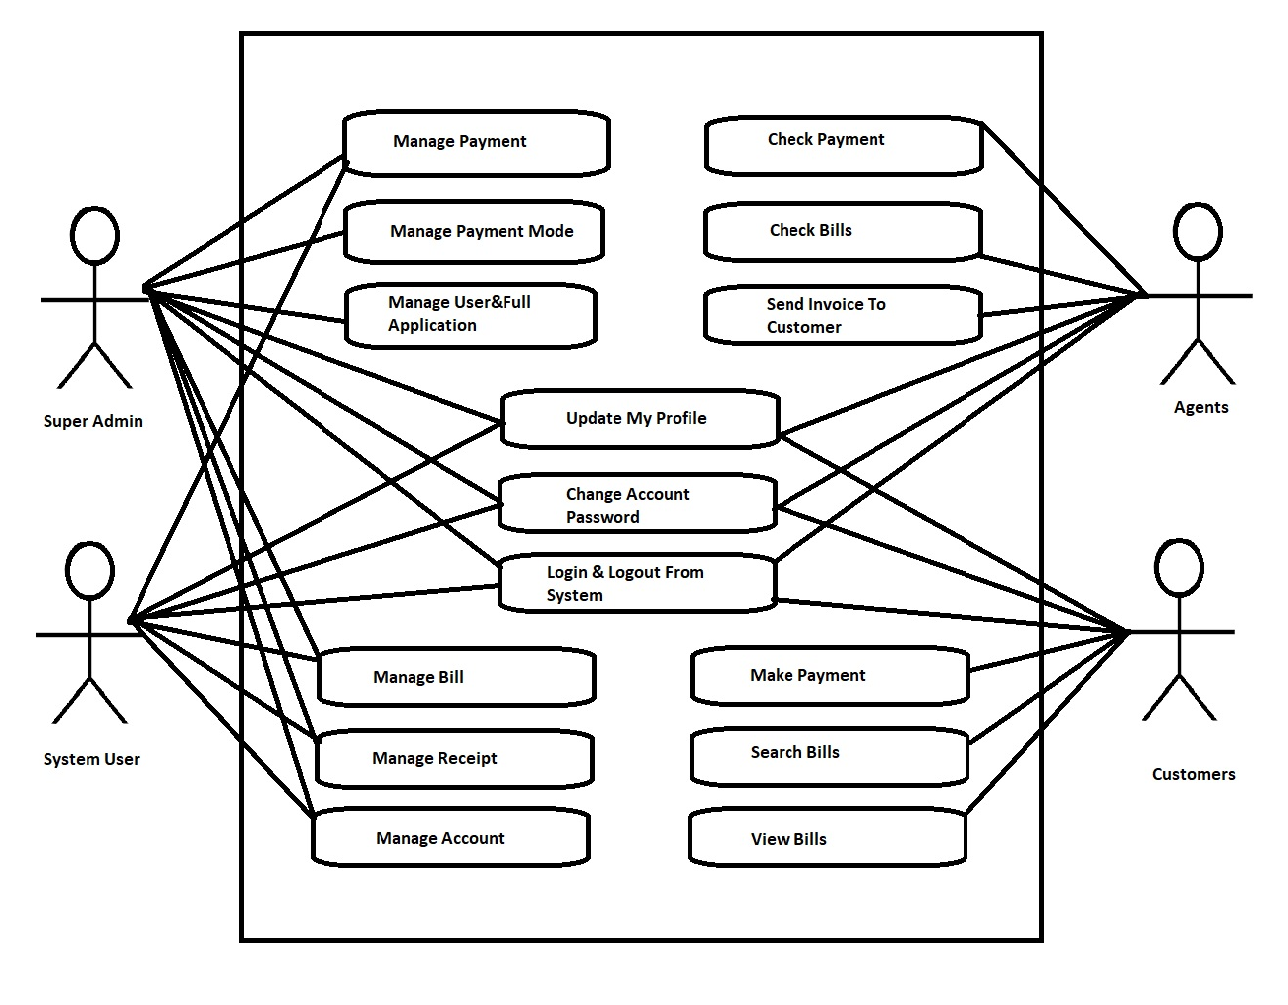 Manage Payment
Check Payment
Manage Payment Mode
Check Bills
Manage User&Full
Application
Send Invoice To
Customer
Super Admin
Agents
Update My Profile
Change Account
Password
Login & Logout From
System
Manage Bill
Make Payment
System User
Manage Receipt
Search Bills
Customers
Manage Account
View Bills